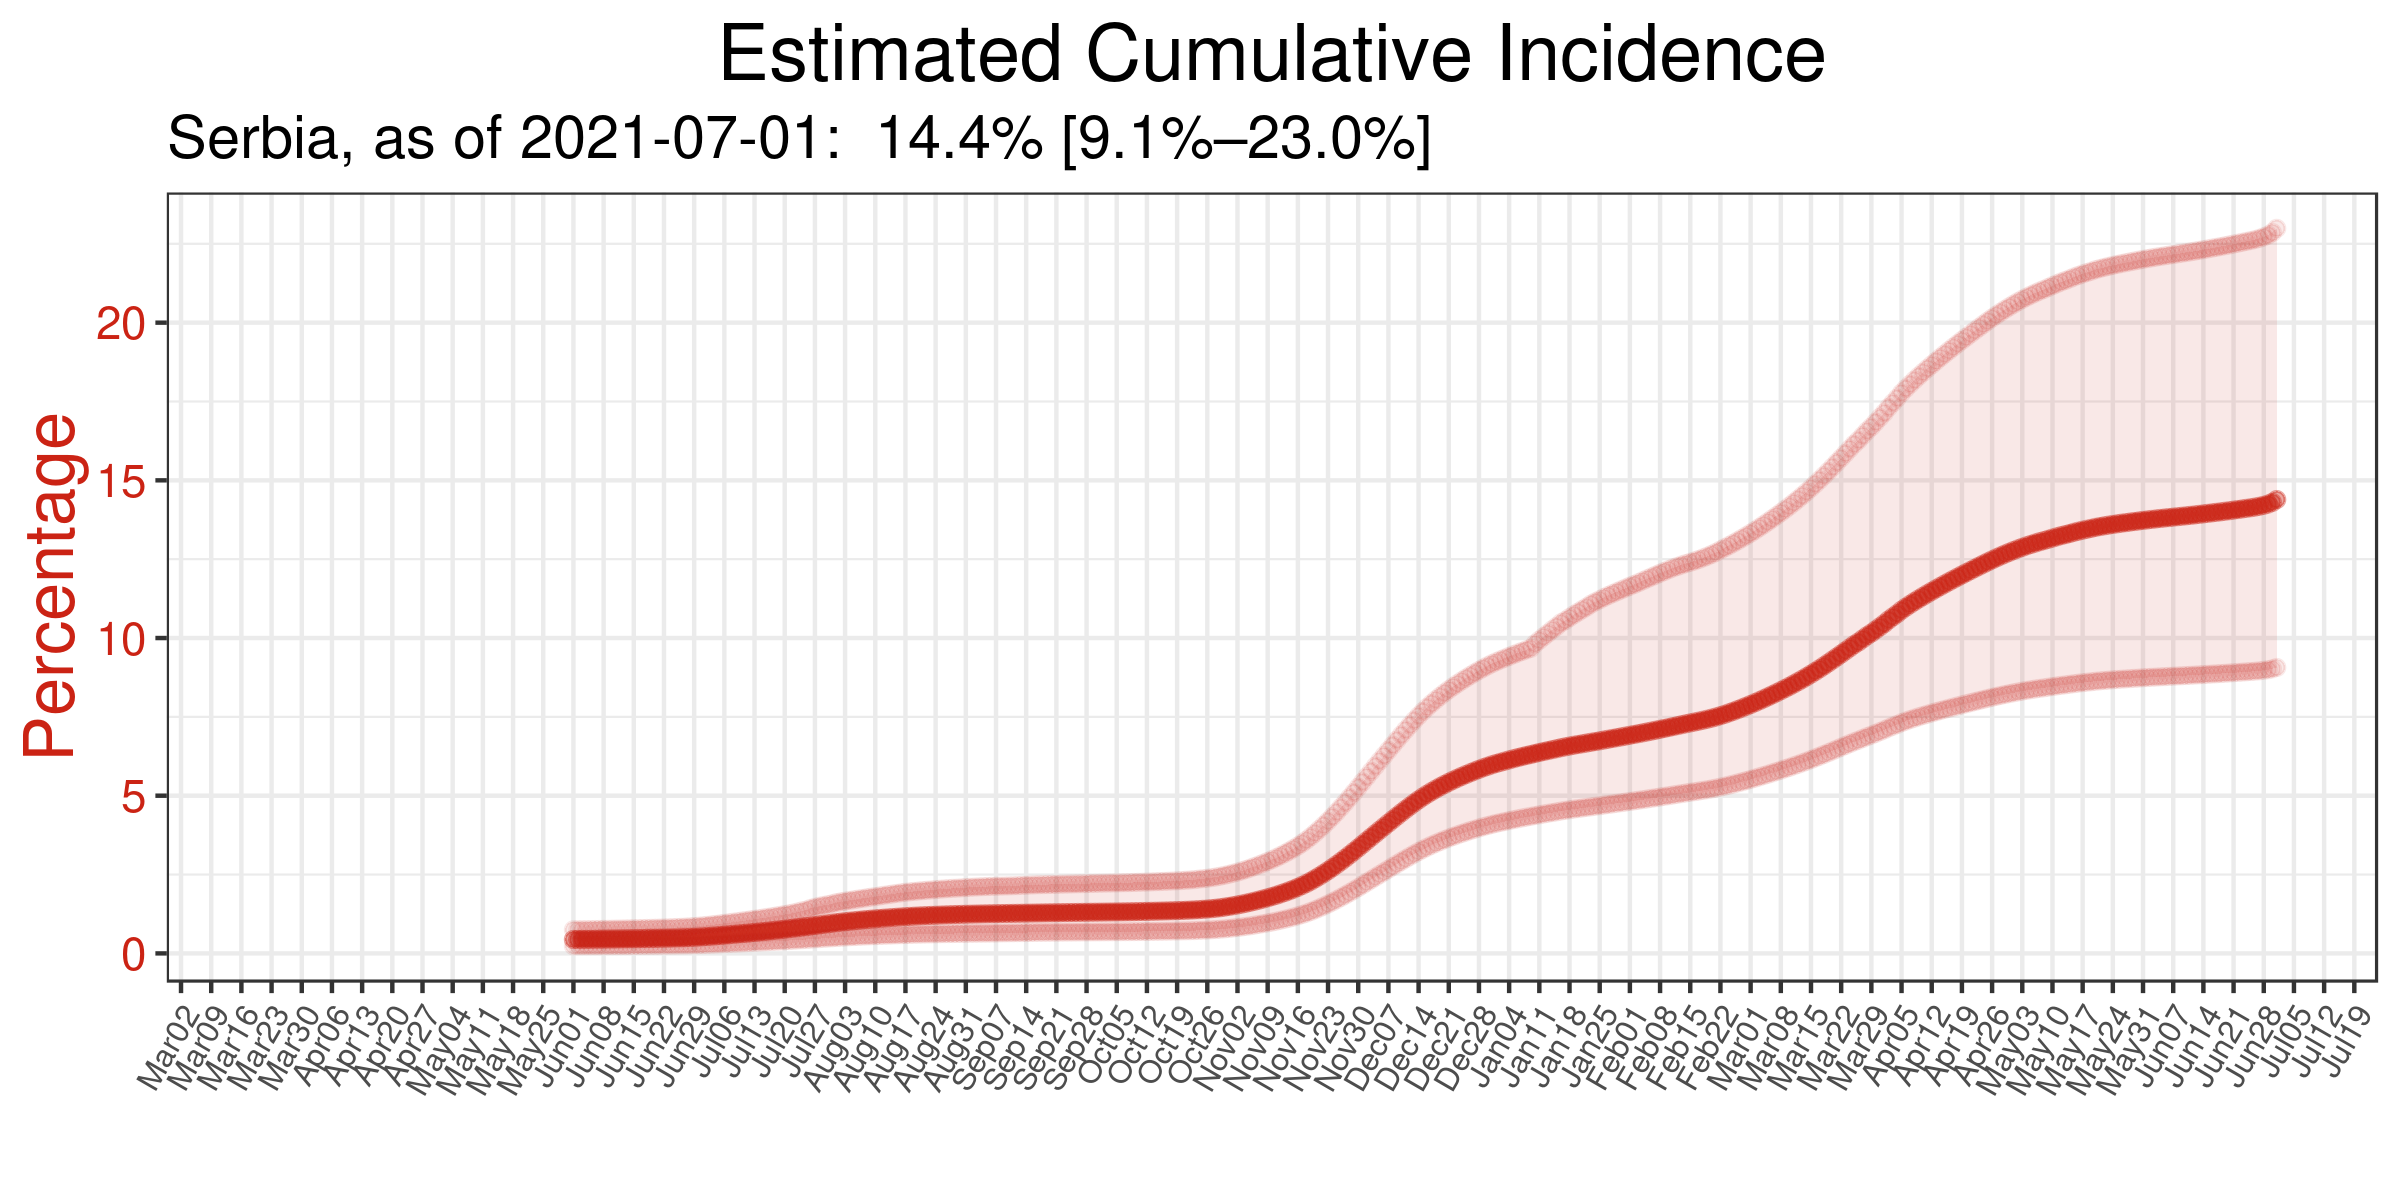 Estimated Cumulative Incidence
Serbia, as of 2021-07-01:  14.4% [9.1%–23.0%]
Percentage
20
15
10
5
0
Mar02
Mar09
Mar16
Mar23
Mar30
Apr06
Apr13
Apr20
Apr27
May04
May11
May18
May25
Jun01
Jun08
Jun15
Jun22
Jun29
Jul06
Jul13
Jul20
Jul27
Aug03
Aug10
Aug17
Aug24
Aug31
Sep07
Sep14
Sep21
Sep28
Oct05
Oct12
Oct19
Oct26
Nov02
Nov09
Nov16
Nov23
Nov30
Dec07
Dec14
Dec21
Dec28
Jan04
Jan11
Jan18
Jan25
Feb01
Feb08
Feb15
Feb22
Mar01
Mar08
Mar15
Mar22
Mar29
Apr05
Apr12
Apr19
Apr26
May03
May10
May17
May24
May31
Jun07
Jun14
Jun21
Jun28
Jul05
Jul12
Jul19